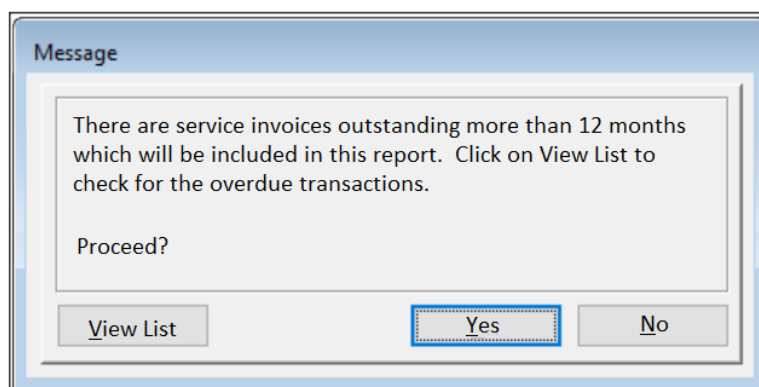 Message
There are service invoices outstanding more than 12 months
which will be included in this report.  Click on View List to
check for the overdue transactions.
Proceed?
View List
Yes
No